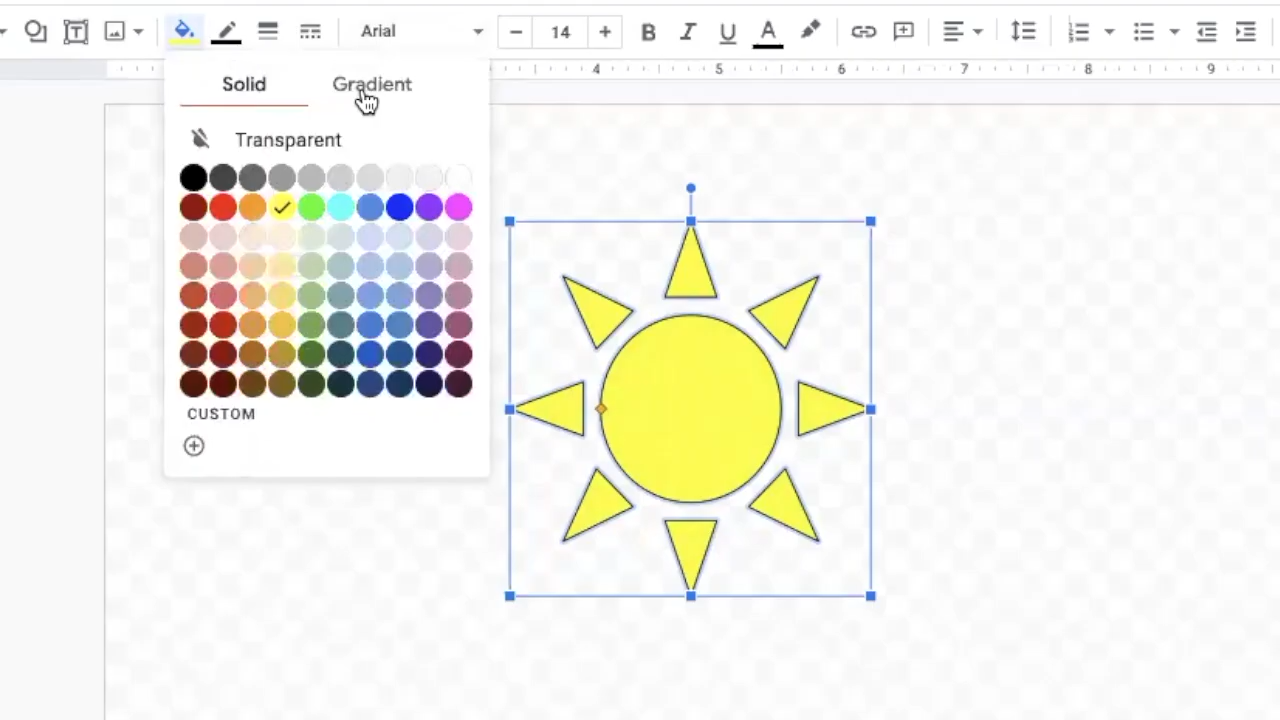 Arial 14 B I U A
4 5 6 7 8 9
Solid Gradient
Transparent
CUSTOM